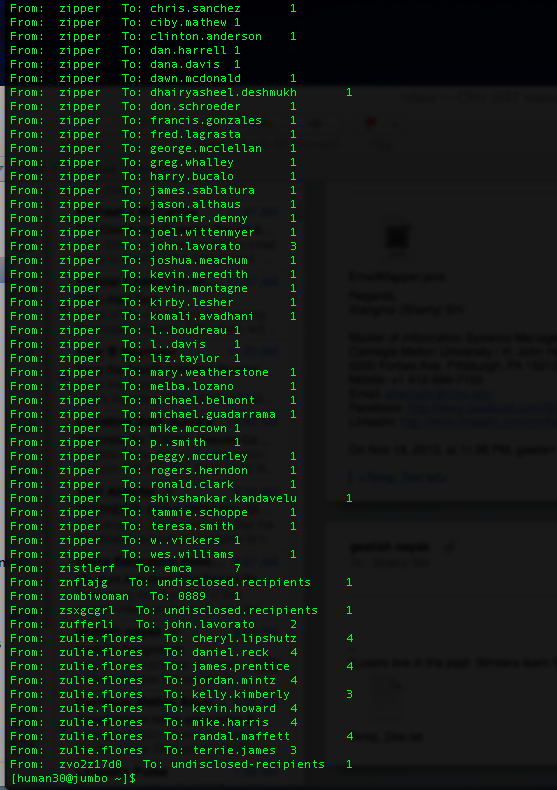 From:  zipper   To: chris.sanchez       1
From:  zipper   To: ciby.mathew 1
From:  zipper   To: clinton.anderson    1
From:  zipper   To: dan.harrell 1
From:  zipper   To: dana.davis  1
From:  zipper   To: dawn.mcdonald       1
From:  zipper   To: dhairyasheel.deshmukh       1
From:  zipper   To: don.schroeder       1
From:  zipper   To: francis.gonzales    1
From:  zipper   To: fred.lagrasta       1
From:  zipper   To: george.mcclellan    1
From:  zipper   To: greg.whalley        1
From:  zipper   To: harry.bucalo        1
From:  zipper   To: james.sablatura     1
From:  zipper   To: jason.althaus       1
From:  zipper   To: jennifer.denny      1
From:  zipper   To: joel.wittenmyer     1
From:  zipper   To: john.lavorato       3
From:  zipper   To: joshua.meachum      1
From:  zipper   To: kevin.meredith      1
From:  zipper   To: kevin.montagne      1
From:  zipper   To: kirby.lesher        1
From:  zipper   To: komali.avadhani     1
From:  zipper   To: l..boudreau 1
From:  zipper   To: l..davis    1
From:  zipper   To: liz.taylor  1
From:  zipper   To: mary.weatherstone   1
From:  zipper   To: melba.lozano        1
From:  zipper   To: michael.belmont     1
From:  zipper   To: michael.guadarrama  1
From:  zipper   To: mike.mccown 1
From:  zipper   To: p..smith    1
From:  zipper   To: peggy.mccurley      1
From:  zipper   To: rogers.herndon      1
From:  zipper   To: ronald.clark        1
From:  zipper   To: shivshankar.kandavelu       1
From:  zipper   To: tammie.schoppe      1
From:  zipper   To: teresa.smith        1
From:  zipper   To: w..vickers  1
From:  zipper   To: wes.williams        1
From:  zistlerf   To: emca      7
From:  znflajg   To: undisclosed.recipients     1
From:  zombiwoman   To: 0889    1
From:  zsxgcgrl   To: undisclosed.recipients    1
From:  zufferli   To: john.lavorato     2
From:  zulie.flores   To: cheryl.lipshutz       4
From:  zulie.flores   To: daniel.reck   4
From:  zulie.flores   To: james.prentice        4
From:  zulie.flores   To: jordan.mintz  4
From:  zulie.flores   To: kelly.kimberly        3
From:  zulie.flores   To: kevin.howard  4
From:  zulie.flores   To: mike.harris   4
From:  zulie.flores   To: randal.maffett        4
From:  zulie.flores   To: terrie.james  3
From:  zvo2z17d0   To: undisclosed-recipients   1
[human30@jumbo ~]$